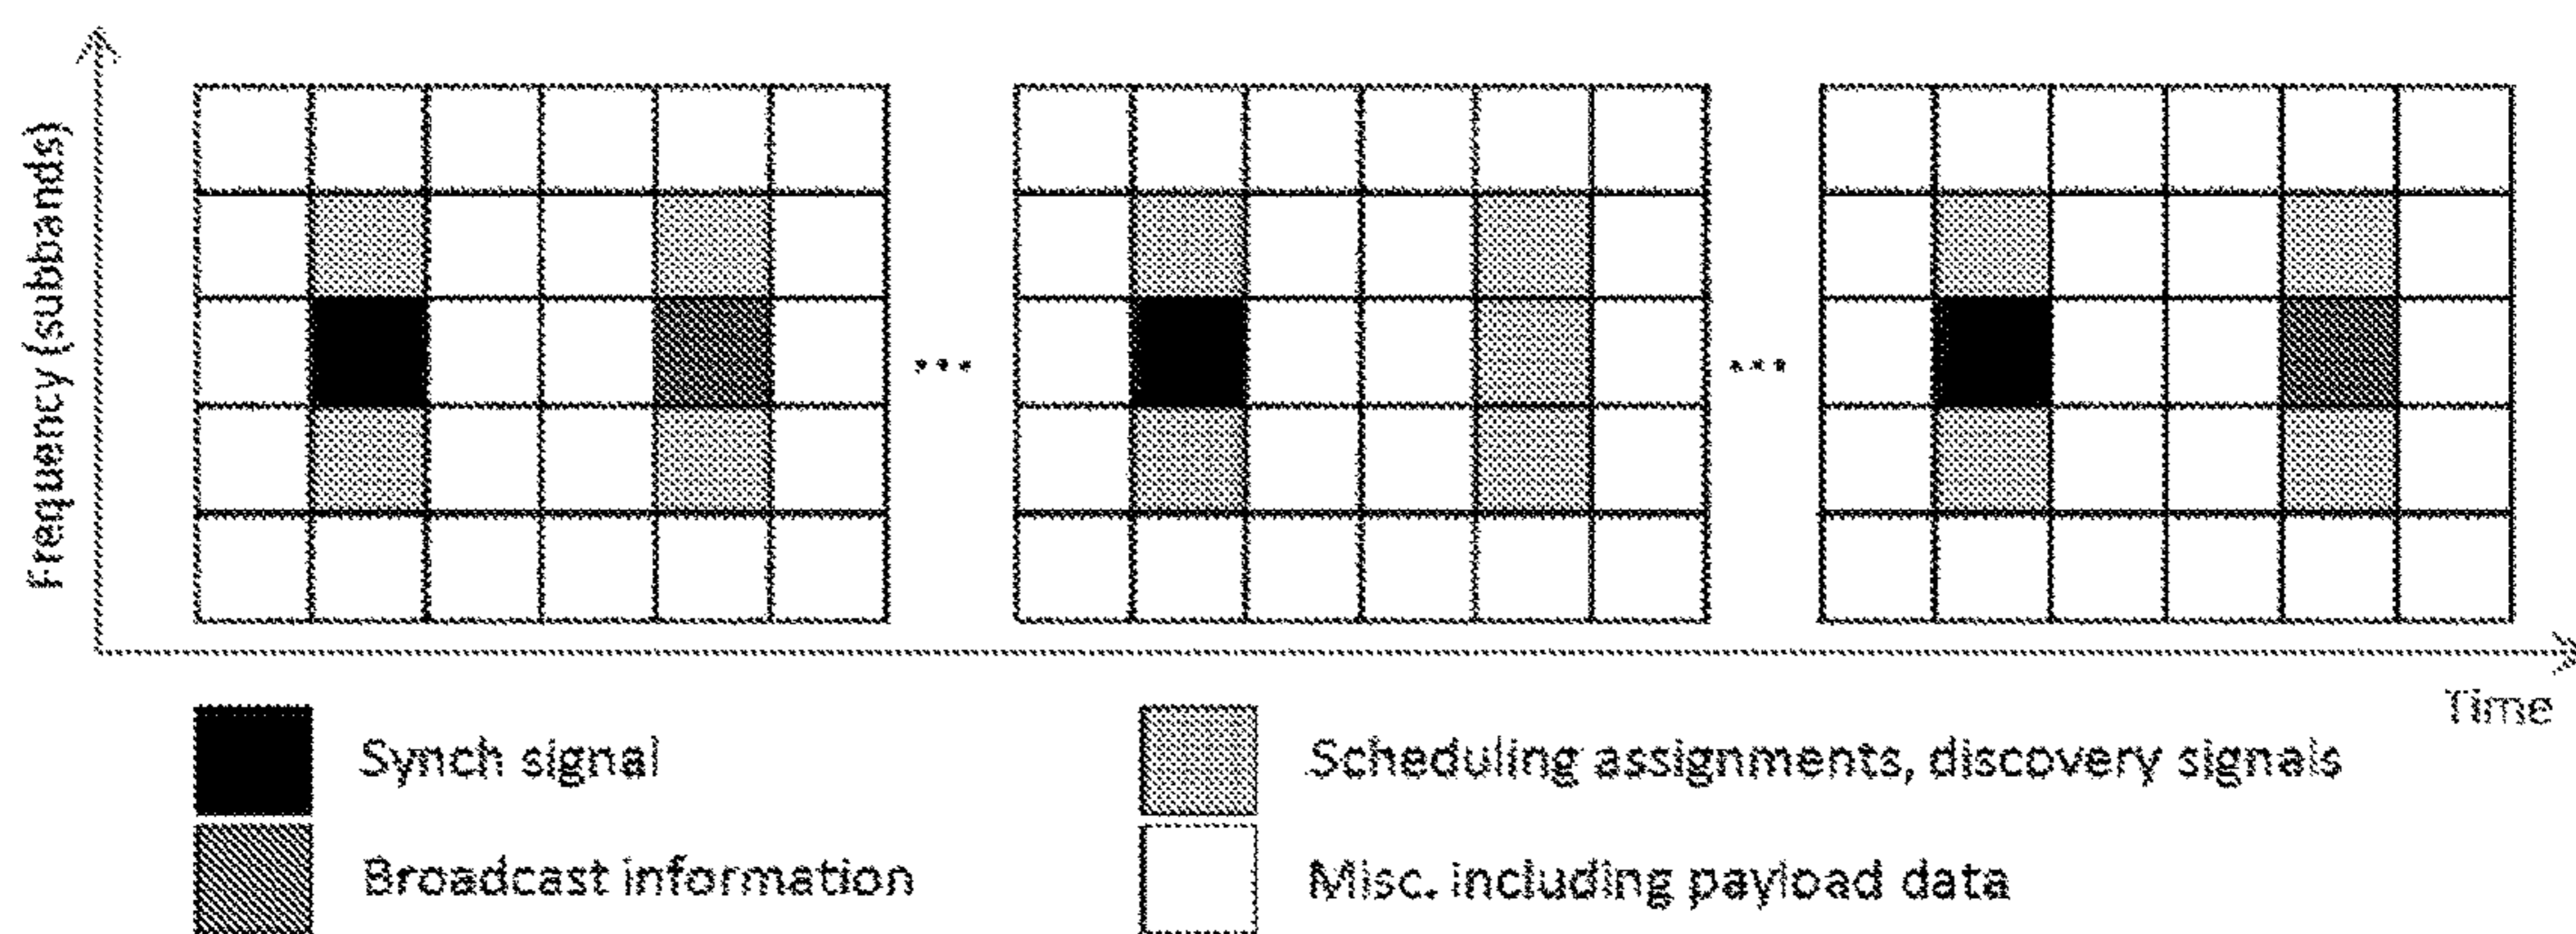 Frequency (subbands)
...
...
Time
Synch signal
Scheduling assignments, discovery signals
Broadcast information
Misc. including payload data